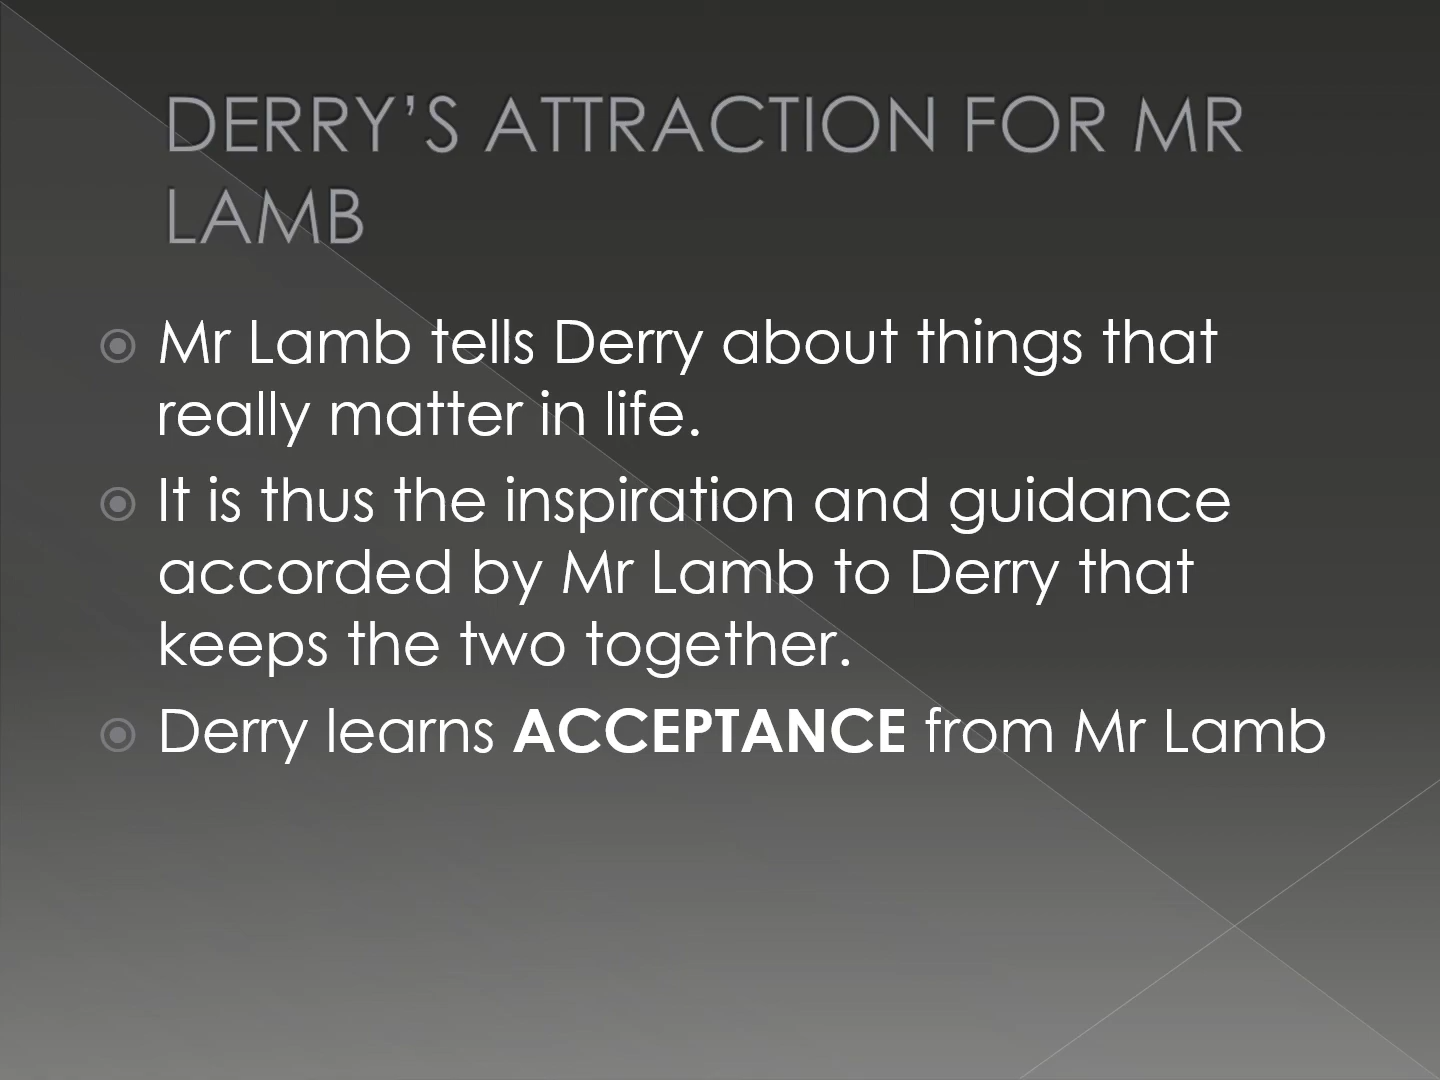 DERRY’S ATTRACTION FOR MR
LAMB
Mr Lamb tells Derry about things that
really matter in life.
It is thus the inspiration and guidance
accorded by Mr Lamb to Derry that
keeps the two together.
Derry learns ACCEPTANCE from Mr Lamb